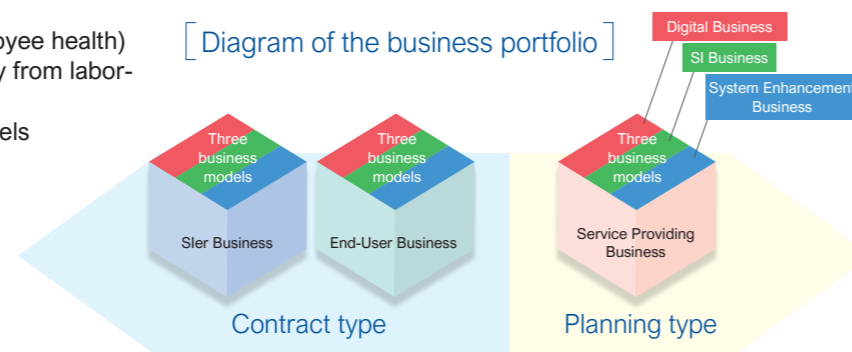 oyee health)
y from labor-
els
[Diagram of the business portfolio]
Digital Business
SI Business
System Enhancement
Business
Three
business
models
Three
business
models
Three
business
models
SIer Business
End-User Business
Service Providing
Business
Contract type
Planning type